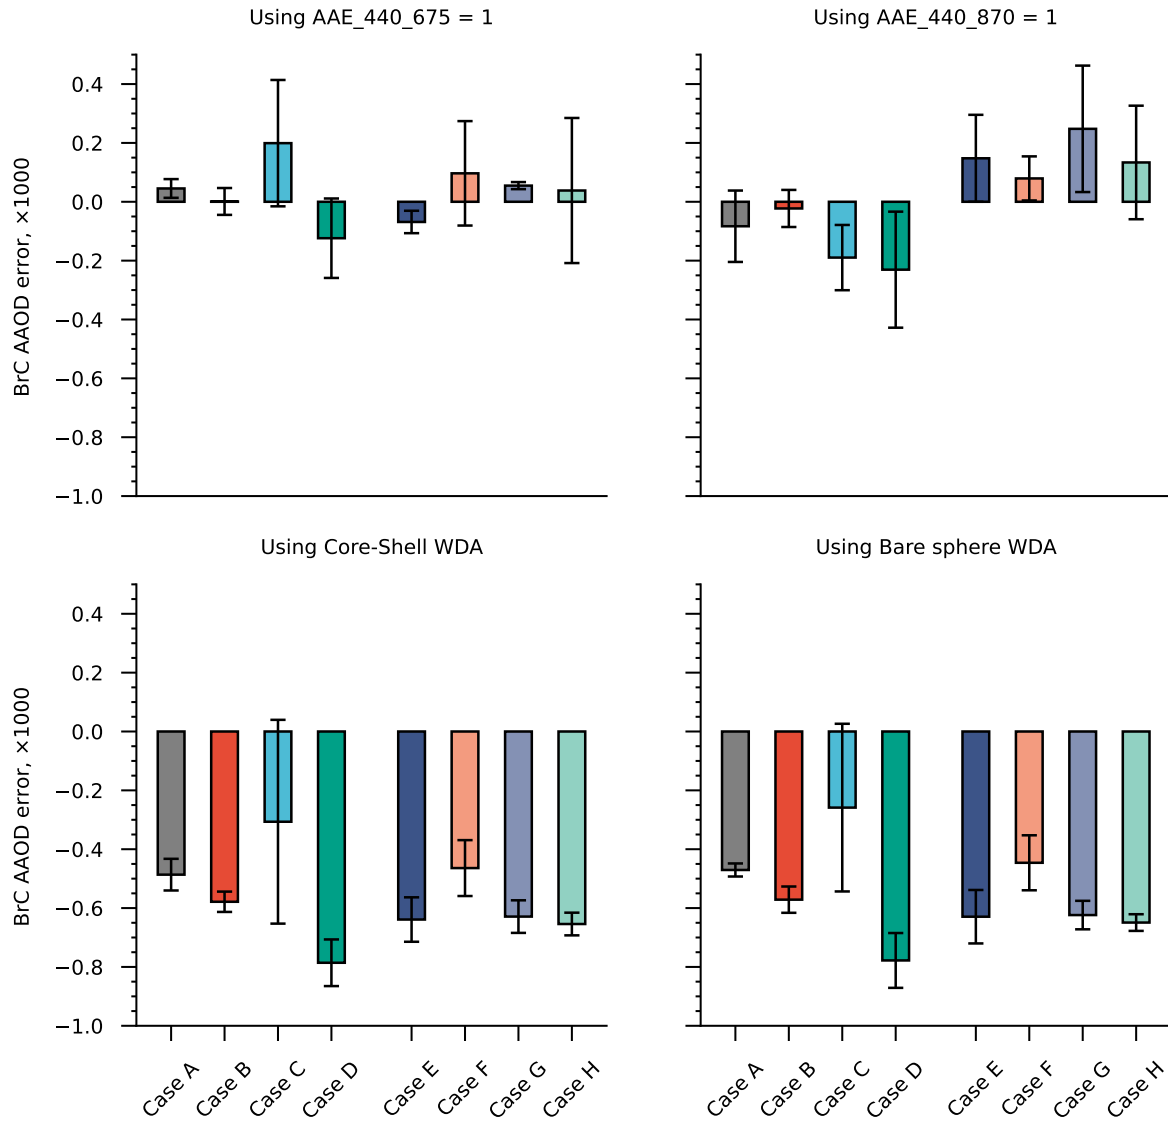 Using AAE_440_675 = 1
Using AAE_440_870 = 1
BrC AAOD error, ×1000
0.4
0.2
0.0
−0.2
−0.4
−0.6
−0.8
−1.0
Using Core-Shell WDA
Using Bare sphere WDA
BrC AAOD error, ×1000
0.4
0.2
0.0
−0.2
−0.4
−0.6
−0.8
−1.0
Case A
Case B
Case C
Case D
Case E
Case F
Case G
Case H
Case A
Case B
Case C
Case D
Case E
Case F
Case G
Case H